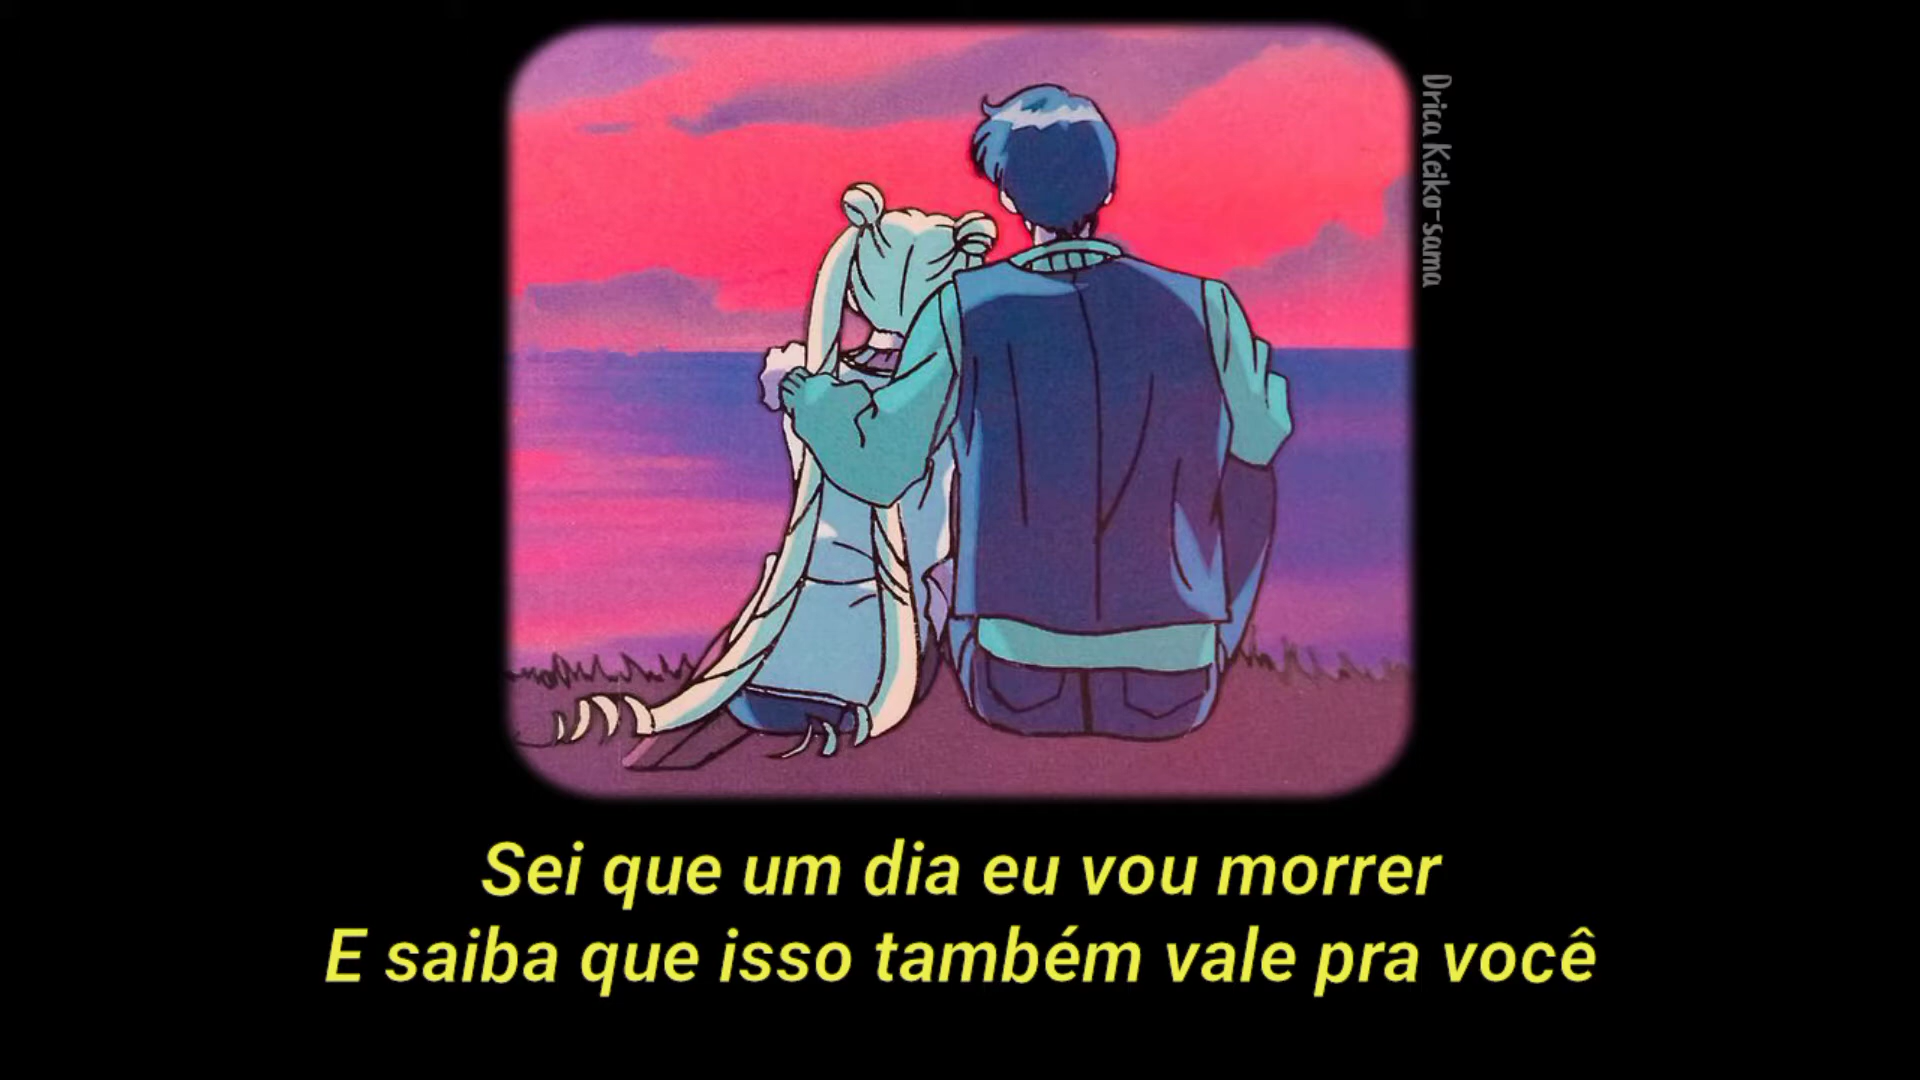 Drica Keiko-sama
Sei que um dia eu vou morrer
E saiba que isso também vale pra você